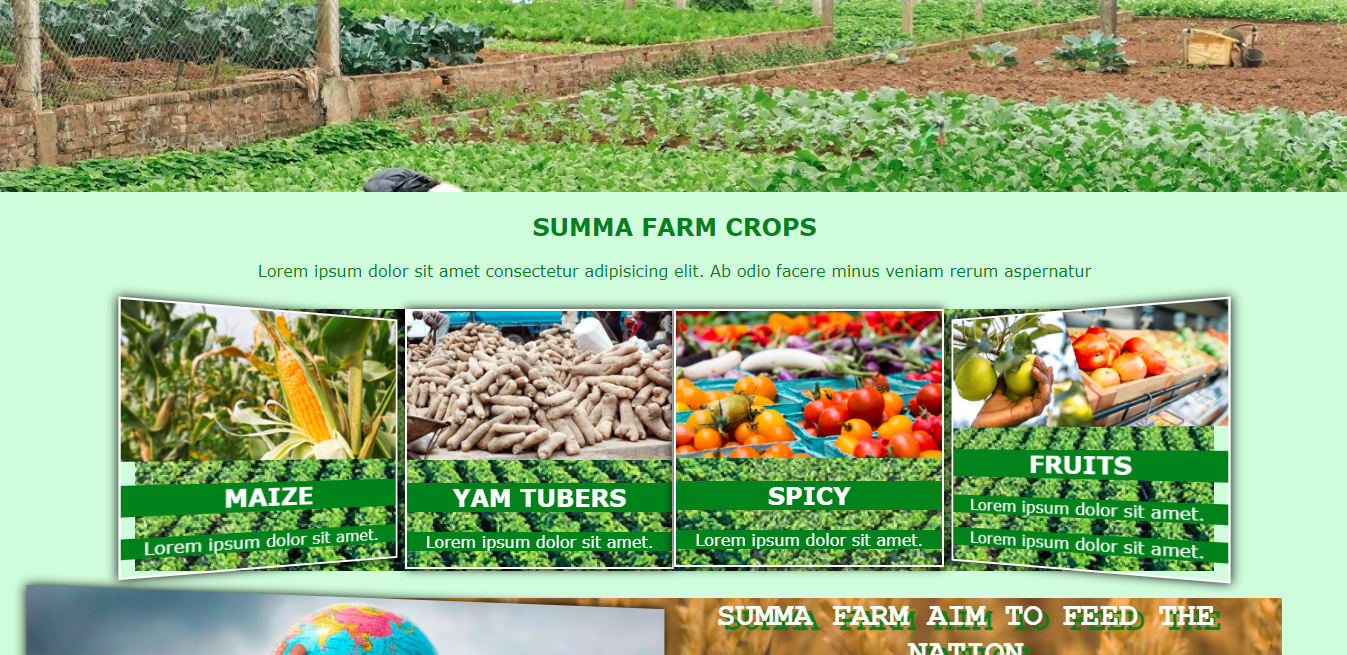 SUMMA FARM CROPS
Lorem ipsum dolor sit amet consectetur adipisicing elit. Ab odio facere minus veniam rerum aspernatur
MAIZE
Lorem ipsum dolor sit amet.
YAM TUBERS
Lorem ipsum dolor sit amet.
SPICY
Lorem ipsum dolor sit amet.
FRUITS
Lorem ipsum dolor sit amet.
Lorem ipsum dolor sit amet.
SUMMA FARM AIM TO FEED THE
NATION